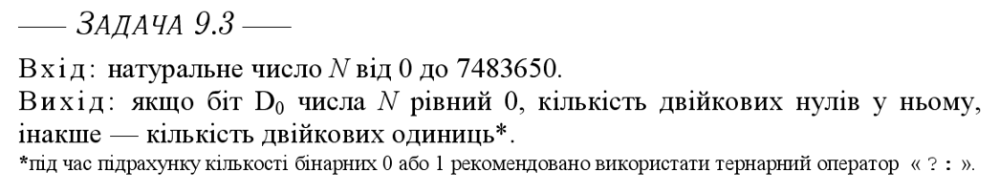 —— ЗАДАЧА 9.3 ——
Вхід: натуральне число N від 0 до 7483650.
Вихід: якщо біт D₀ числа N рівний 0, кількість двійкових нулів у ньому,
інакше — кількість двійкових одиниць*.
*під час підрахунку кількості бінарних 0 або 1 рекомендовано використати тернарний оператор « ? : ».